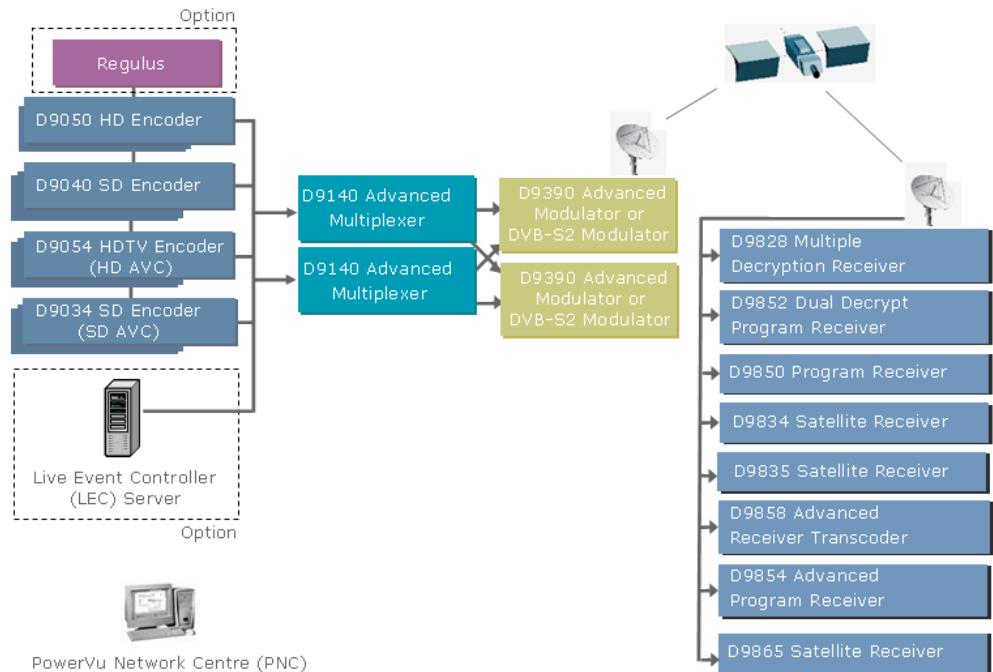 Option
Regulus
D9050 HD Encoder
D9040 SD Encoder
D9054 HDTV Encoder
(HD AVC)
D9034 SD Encoder
(SD AVC)
Live Event Controller
(LEC) Server
Option
PowerVu Network Centre (PNC)
D9140 Advanced
Multiplexer
D9140 Advanced
Multiplexer
D9390 Advanced
Modulator or
DVB-S2 Modulator
D9390 Advanced
Modulator or
DVB-S2 Modulator
D9828 Multiple
Decryption Receiver
D9852 Dual Decrypt
Program Receiver
D9850 Program Receiver
D9834 Satellite Receiver
D9835 Satellite Receiver
D9858 Advanced
Receiver Transcoder
D9854 Advanced
Program Receiver
D9865 Satellite Receiver